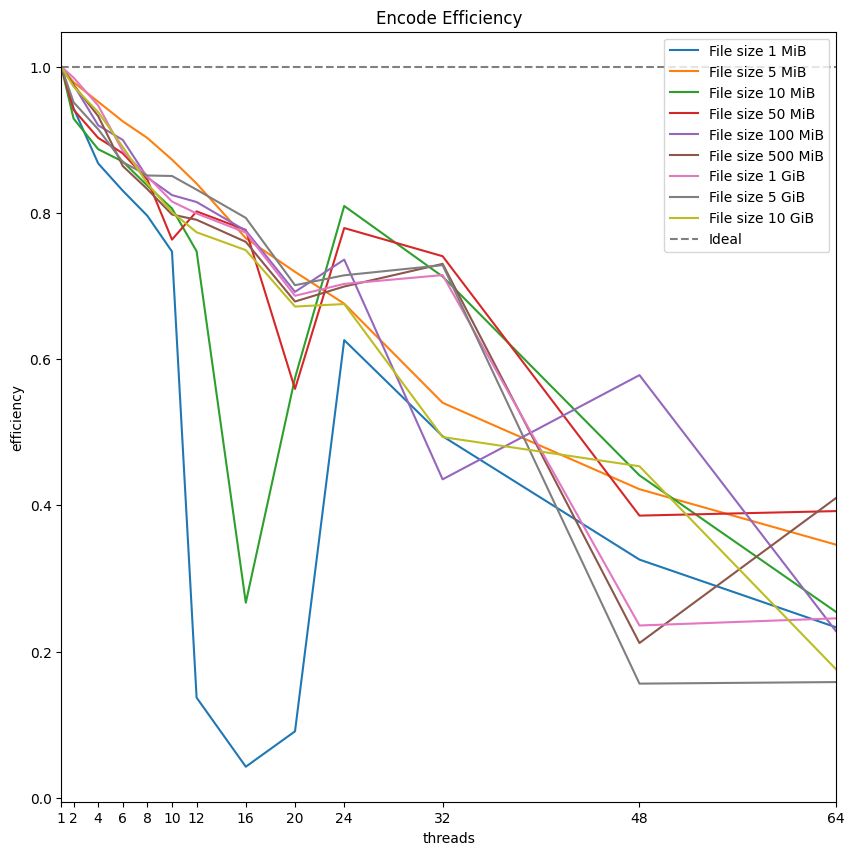 Encode Efficiency
1.0
0.8
0.6
0.4
0.2
0.0
efficiency
File size 1 MiB
File size 5 MiB
File size 10 MiB
File size 50 MiB
File size 100 MiB
File size 500 MiB
File size 1 GiB
File size 5 GiB
File size 10 GiB
Ideal
1 2 4 6 8 10 12 16 20 24 32 48 64
threads